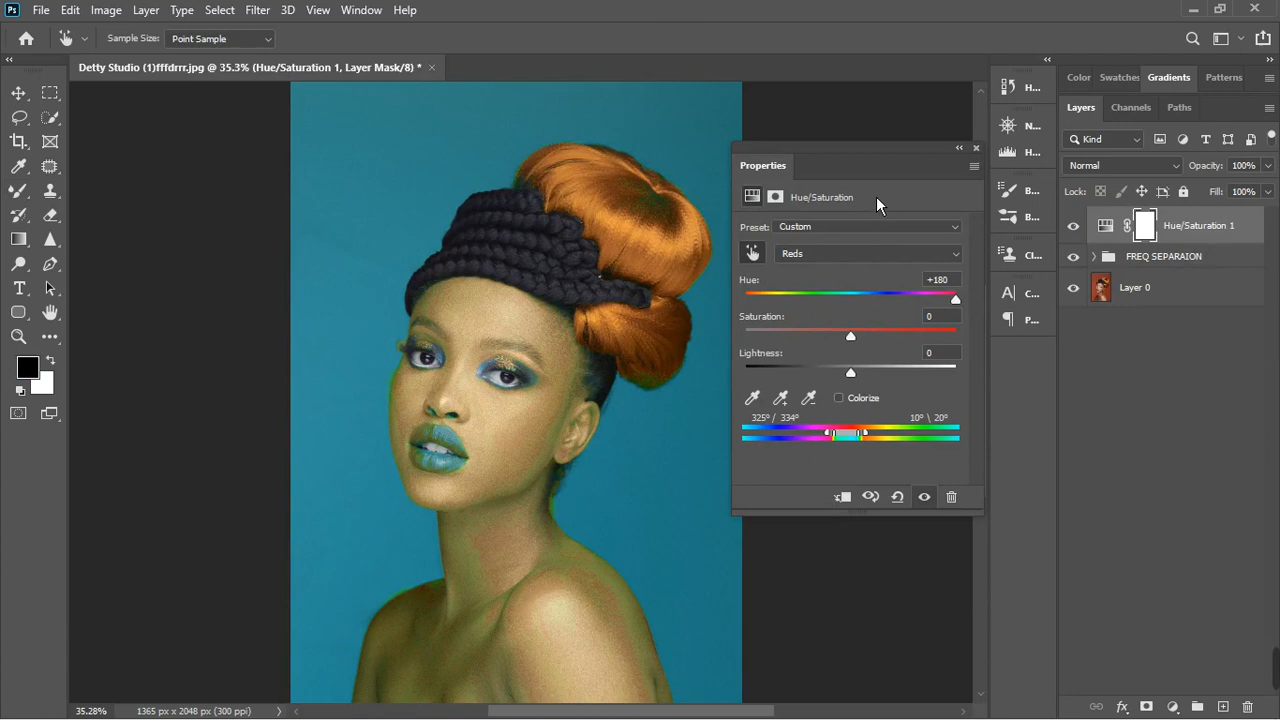 Ps File Edit Image Layer Type Select Filter 3D View Window Help
Sample Size: Point Sample
Detty Studio (1)fffdrrr.jpg @ 35.3% (Hue/Saturation 1, Layer Mask/8) *
Color Swatches Gradients Patterns
H...
Layers Channels Paths
N...
Kind
H...
Properties
Normal Opacity: 100%
B... Lock: Fill: 100%
Hue/Saturation
B...
Preset: Custom
Hue/Saturation 1
Reds
Cl...
FREQ SEPARAION
Hue: +180
C...
Layer 0
Saturation: 0
P...
Lightness: 0
Colorize
325° / 334° 10° \ 20°
35.28% 1365 px x 2048 px (300 ppi)